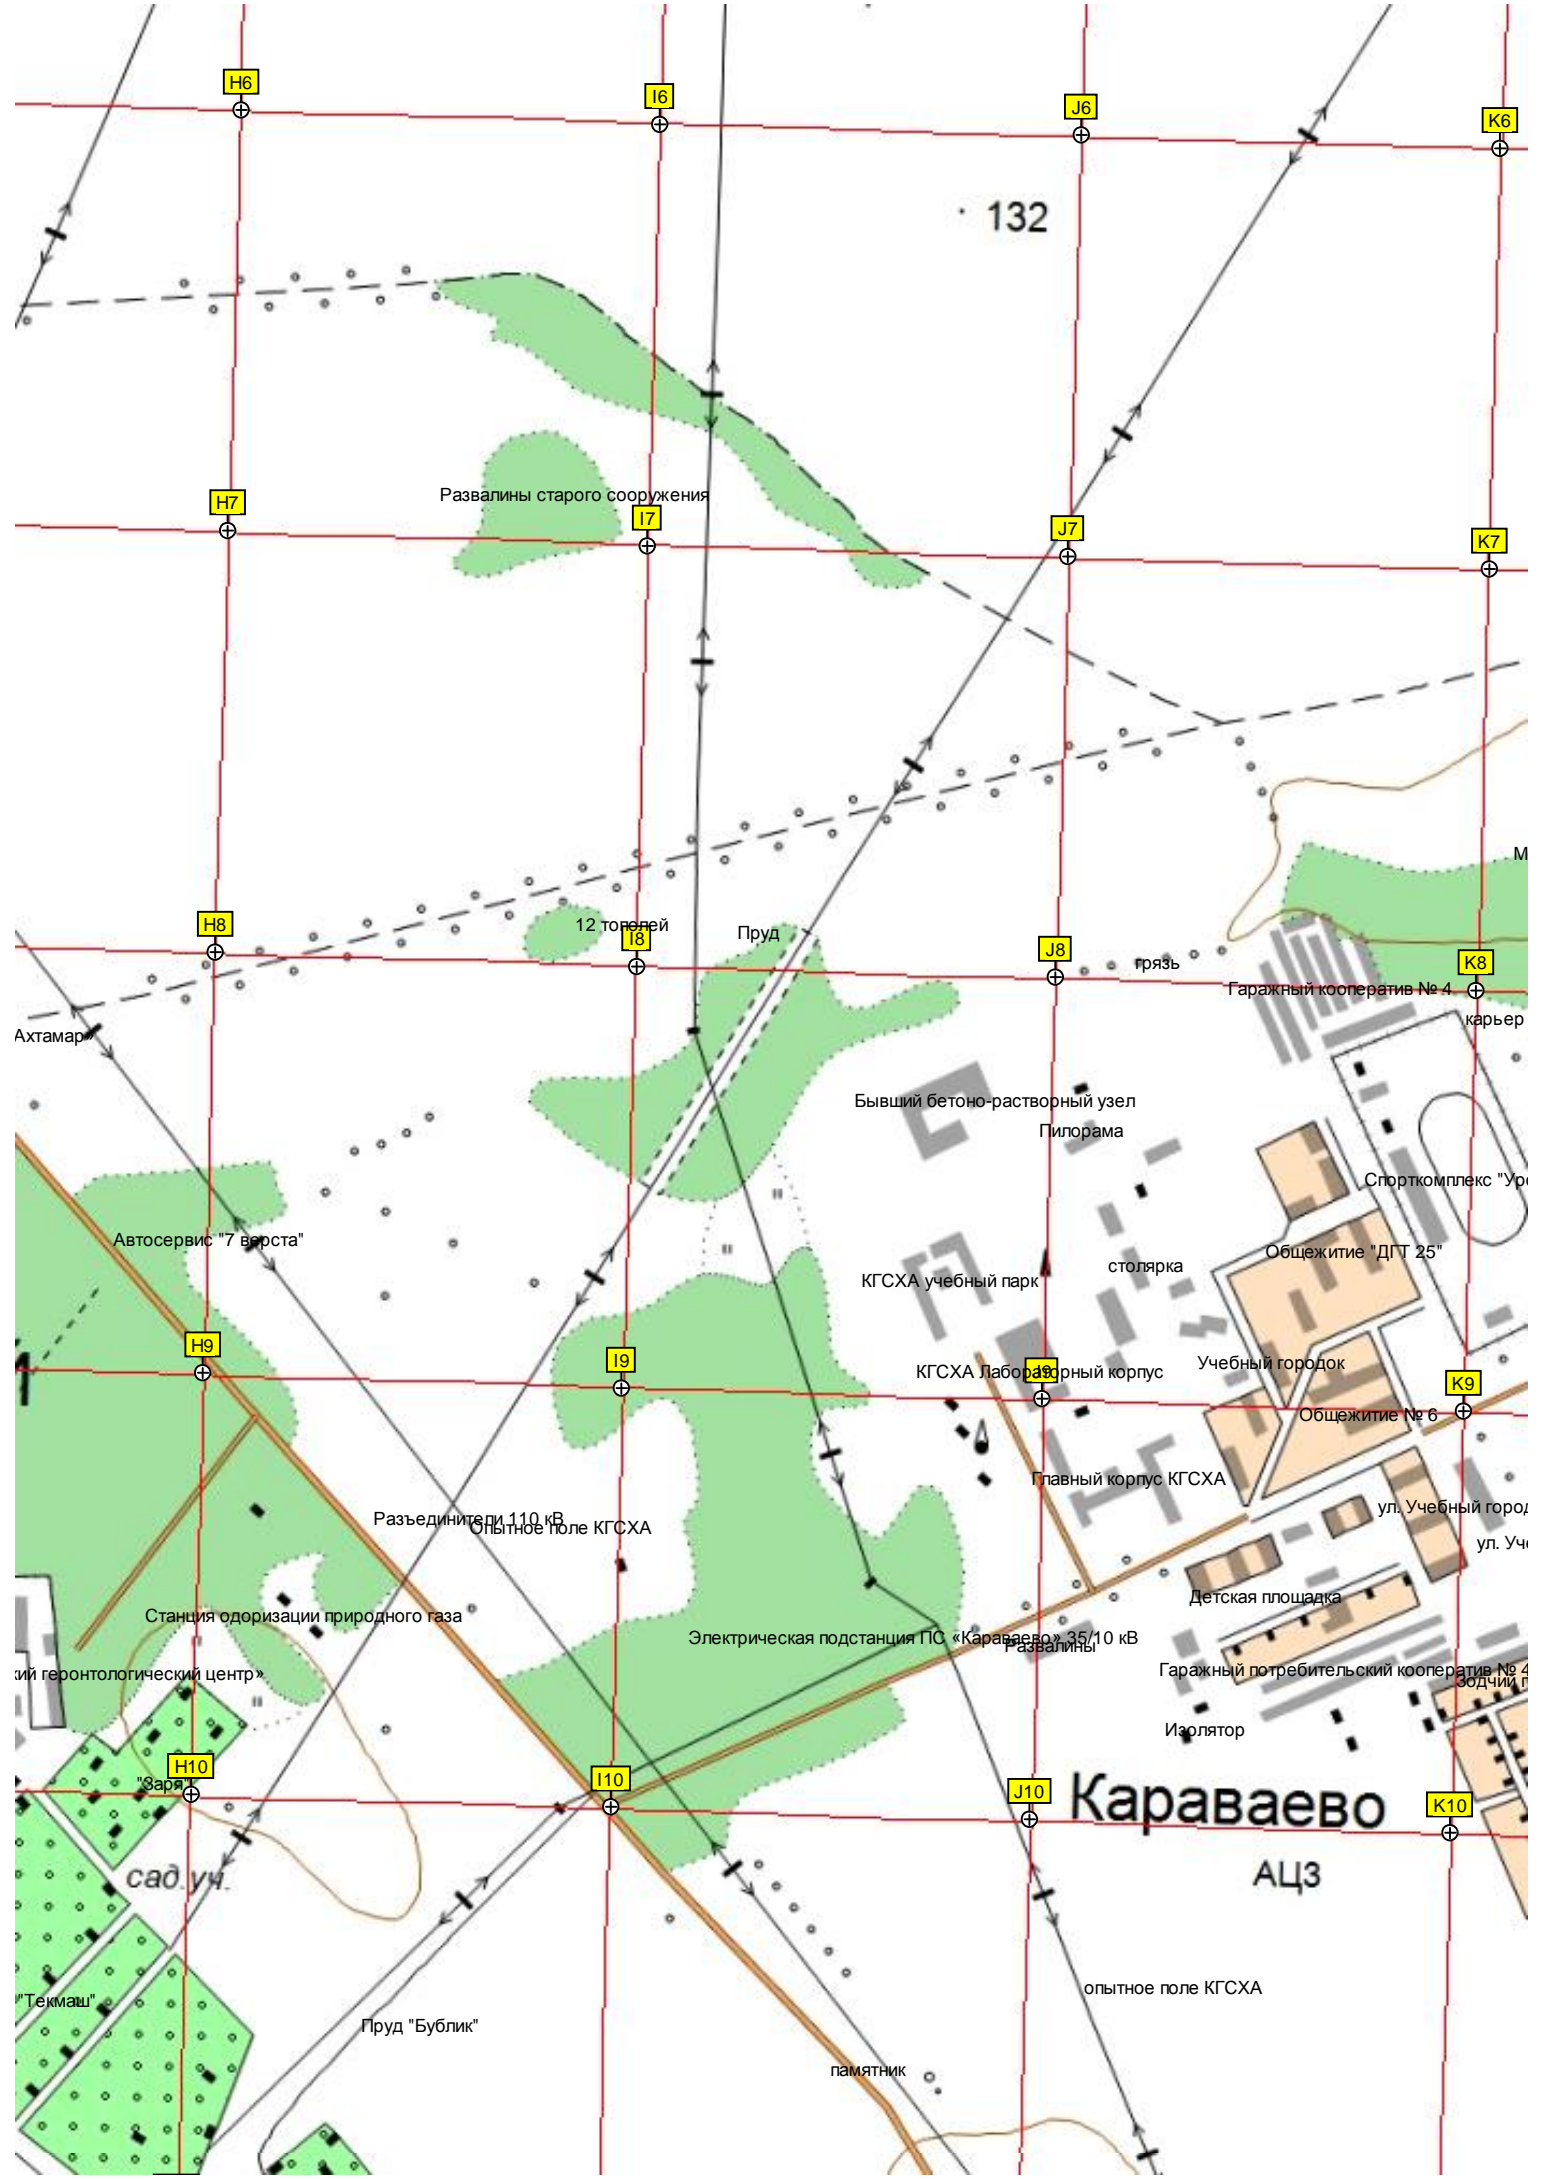 H6
I6
J6
K6
132
Развалины старого сооружения
H7
I7
J7
K7
М
12 тополей
H8
I8
Пруд
J8
грязь
K8
Гаражный кооператив № 4
карьер
Ахтамар»
Бывший бетоно-растворный узел
Пилорама
Спорткомплекс "Уро
Автосервис "7 верста"
Общежитие "ДГТ 25"
столярка
КГСХА учебный парк
H9
I9
КГСХА Лабораторный корпус
J9
Учебный городок
K9
Общежитие № 6
Главный корпус КГСХА
Разъединители 110 кВ
Опытное поле КГСХА
ул. Учебный город
ул. Уче
Детская площадка
Станция одоризации природного газа
Электрическая подстанция ПС «Караваево» 35/10 кВ
Развалины
кий геронтологический центр»
Гаражный потребительский кооператив № 4
Зодчий г
Изолятор
H10
"Заря"
I10
J10
Караваево
K10
АЦЗ
сад.уч.
опытное поле КГСХА
"Текмаш"
Пруд "Бублик"
памятник